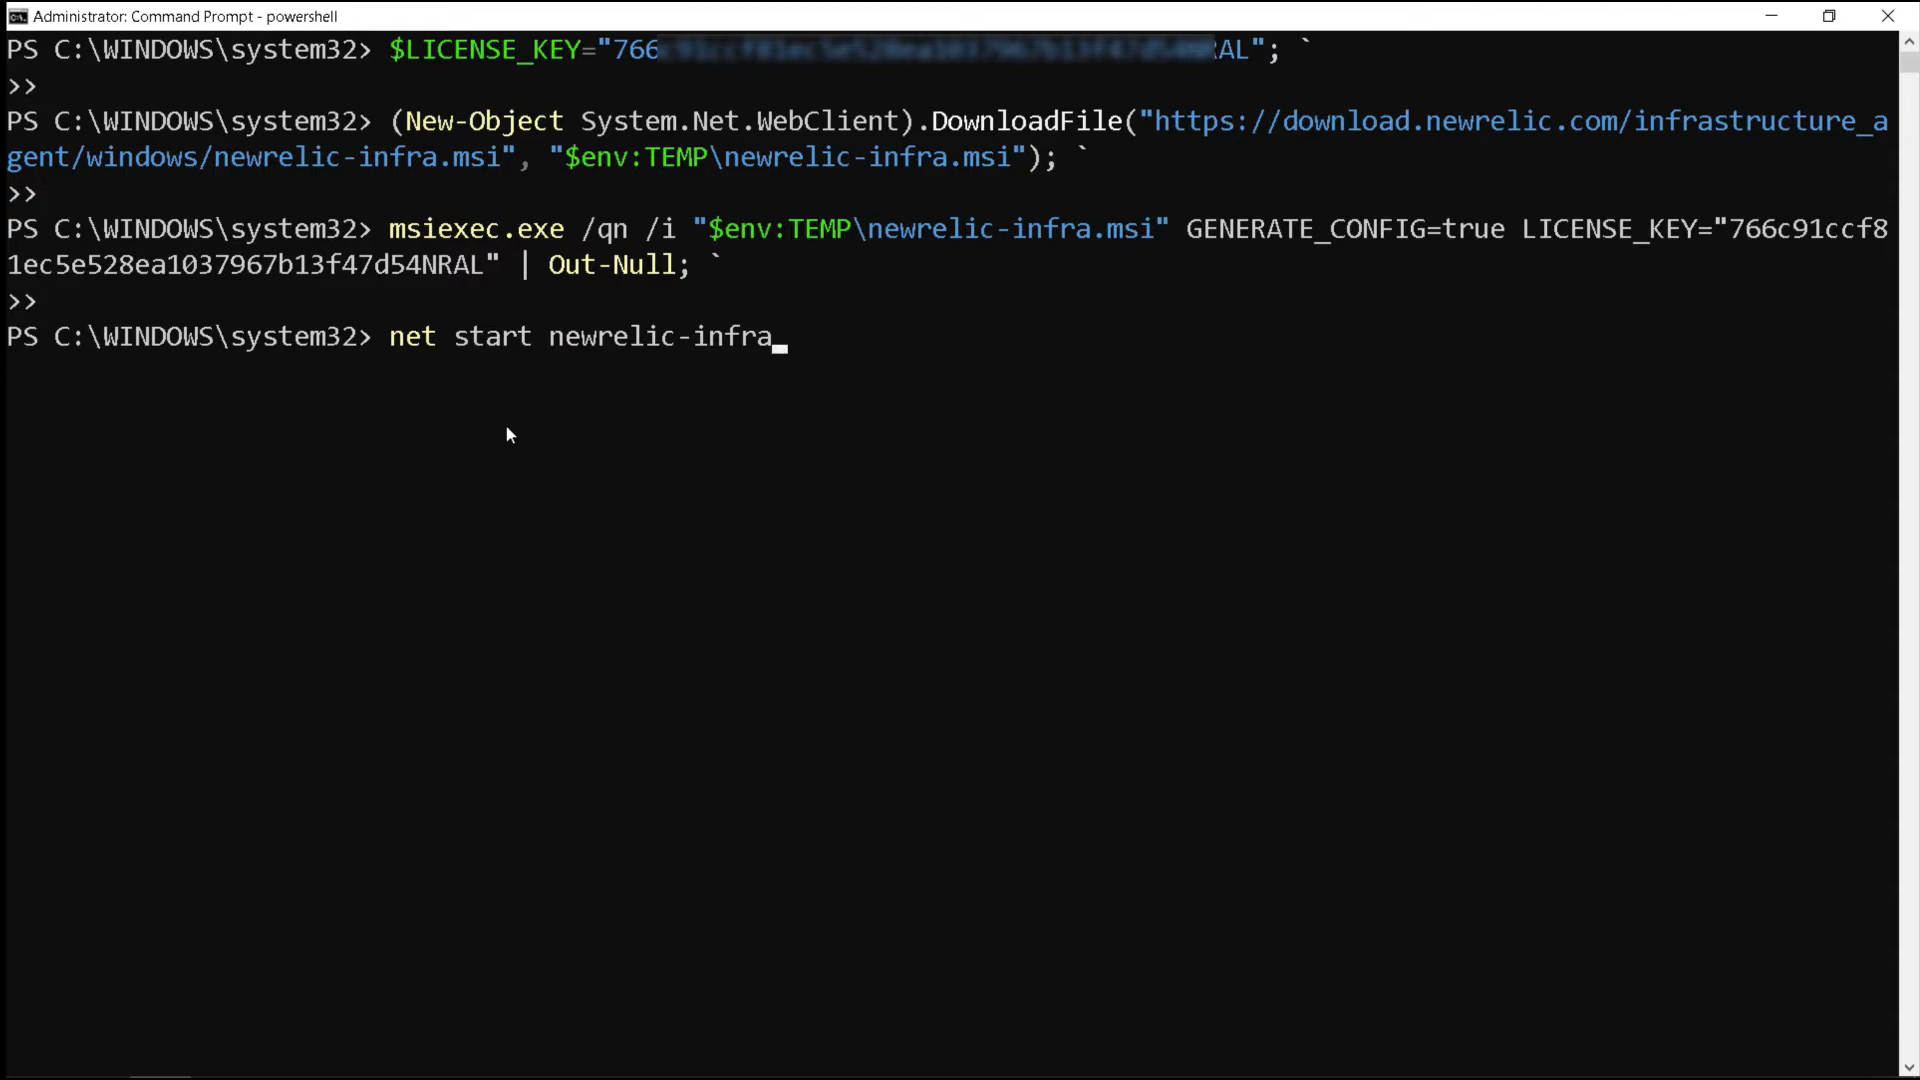 Administrator: Command Prompt - powershell
PS C:\WINDOWS\system32> $LICENSE_KEY="766 RAL"; `
>>
PS C:\WINDOWS\system32> (New-Object System.Net.WebClient).DownloadFile("https://download.newrelic.com/infrastructure_a
gent/windows/newrelic-infra.msi", "$env:TEMP\newrelic-infra.msi"); `
>>
PS C:\WINDOWS\system32> msiexec.exe /qn /i "$env:TEMP\newrelic-infra.msi" GENERATE_CONFIG=true LICENSE_KEY="766c91ccf8
1ec5e528ea1037967b13f47d54NRAL" | Out-Null; `
>>
PS C:\WINDOWS\system32> net start newrelic-infra